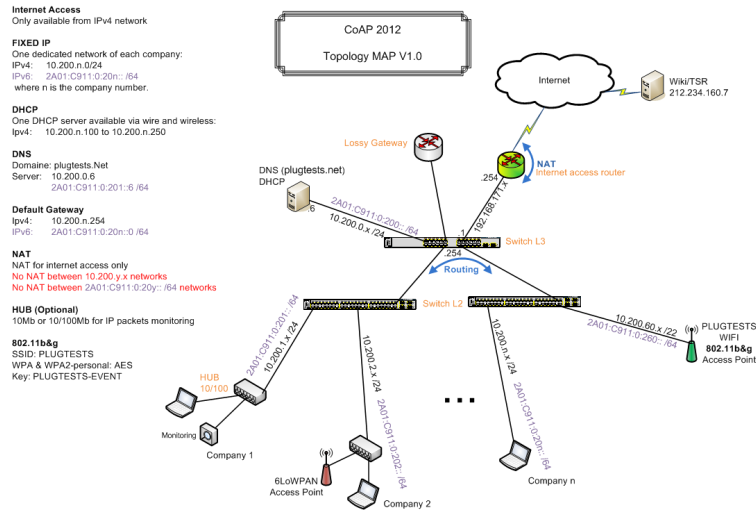 Internet Access
Only available from IPv4 network
FIXED IP
One dedicated network of each company:
IPv4: 10.200.n.0/24
IPv6: 2A01:C911:0:20n:: /64
where n is the company number.
DHCP
One DHCP server available via wire and wireless:
Ipv4: 10.200.n.100 to 10.200.n.250
DNS
Domaine: plugtests.Net
Server: 10.200.0.6
2A01:C911:0:201::6 /64
Default Gateway
Ipv4: 10.200.n.254
IPV6: 2A01:C911:0:20n::0 /64
NAT
NAT for internet access only
No NAT between 10.200.y.x networks
No NAT between 2A01:C911:0:20y:: /64 networks
HUB (Optional)
10Mb or 10/100Mb for IP packets monitoring
802.11b&g
SSID: PLUGTESTS
WPA & WPA2-personal: AES
Key: PLUGTESTS-EVENT
CoAP 2012
Topology MAP V1.0
Internet
Wiki/TSR
212.234.160.7
Lossy Gateway
NAT
Internet access router
.254
192.168.171.x
DNS (plugtests.net)
DHCP
.6
2A01:C911:0:200:: /64
10.200.0.x /24
.1
Switch L3
.254
Routing
Switch L2
2A01:C911:0:201:: /64
10.200.1.x /24
10.200.2.x /24
2A01:C911:0:202:: /64
10.200.n.x /24
2A01:C911:0:20n:: /64
10.200.60.x /22
2A01:C911:0:260:: /64
PLUGTESTS
WIFI
802.11b&g
Access Point
HUB
10/100
Monitoring
Company 1
6LoWPAN
Access Point
Company 2
...
Company n